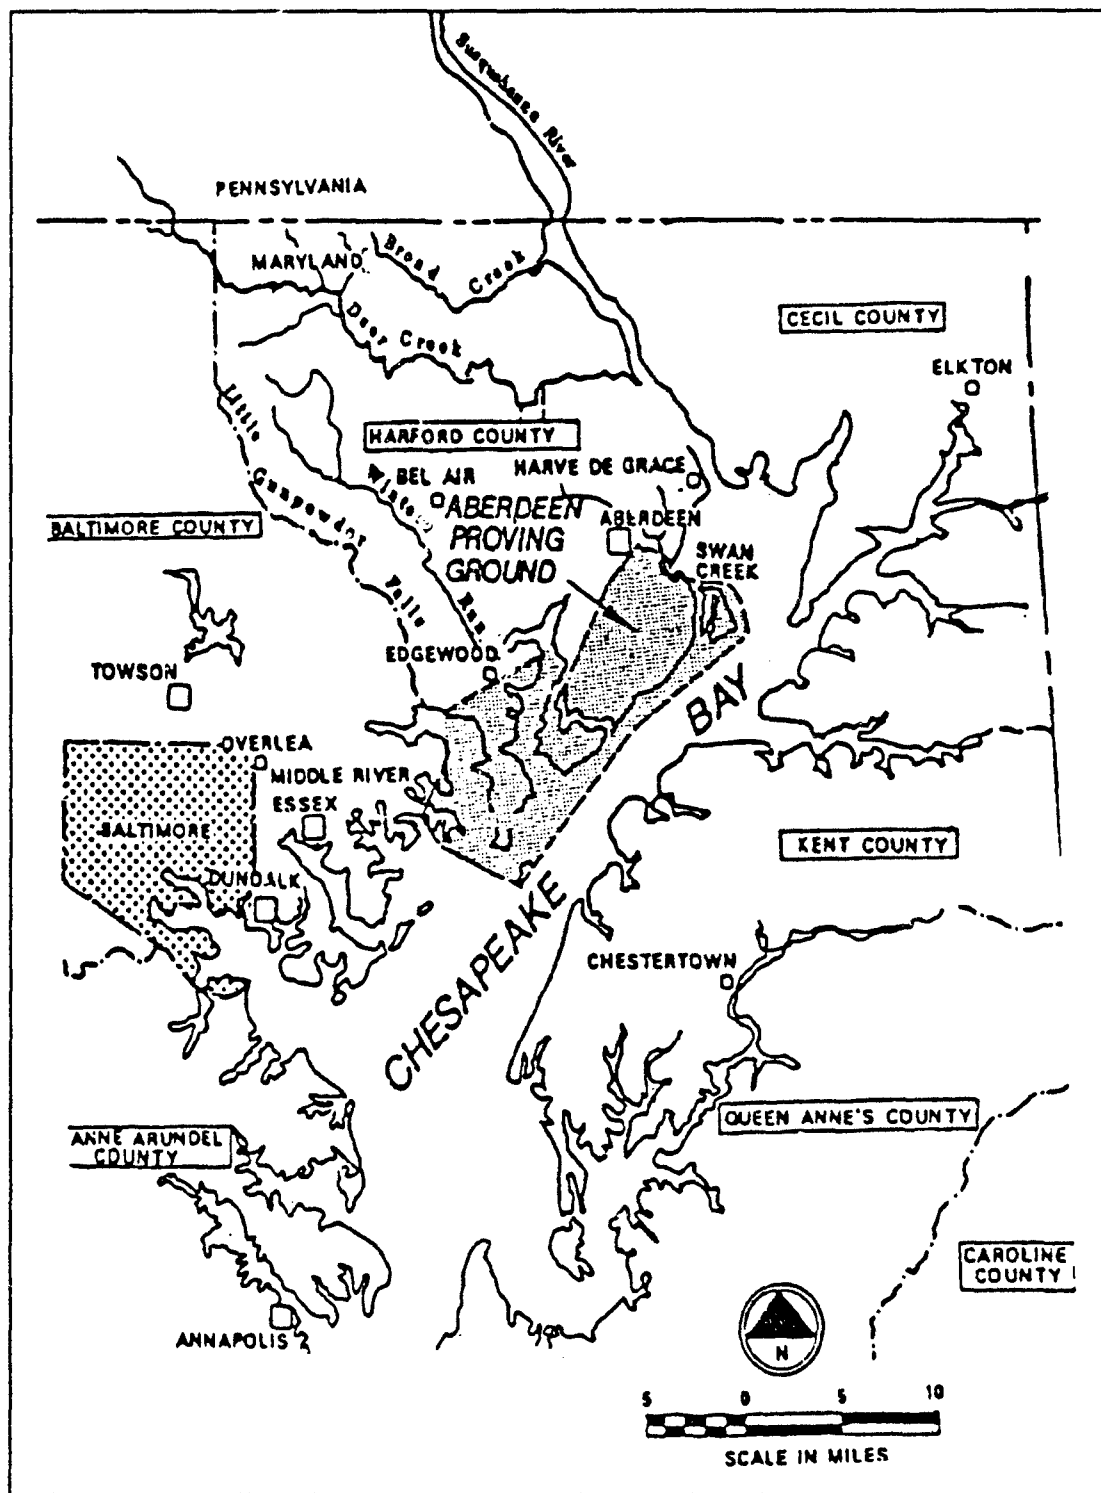 Susquehanna River
PENNSYLVANIA
MARYLAND
Broad Creek
Deer Creek
CECIL COUNTY
ELKTON
Little Gunpowder Falls
HARFORD COUNTY
HARVE DE GRACE
BEL AIR
Winters Run
ABERDEEN
PROVING
GROUND
ABERDEEN
SWAN
CREEK
BALTIMORE COUNTY
EDGEWOOD
TOWSON
OVERLEA
MIDDLE RIVER
ESSEX
BALTIMORE
DUNDALK
CHESAPEAKE BAY
KENT COUNTY
CHESTERTOWN
QUEEN ANNE'S COUNTY
ANNE ARUNDEL
COUNTY
CAROLINE
COUNTY
ANNAPOLIS
N
5 0 5 10
SCALE IN MILES